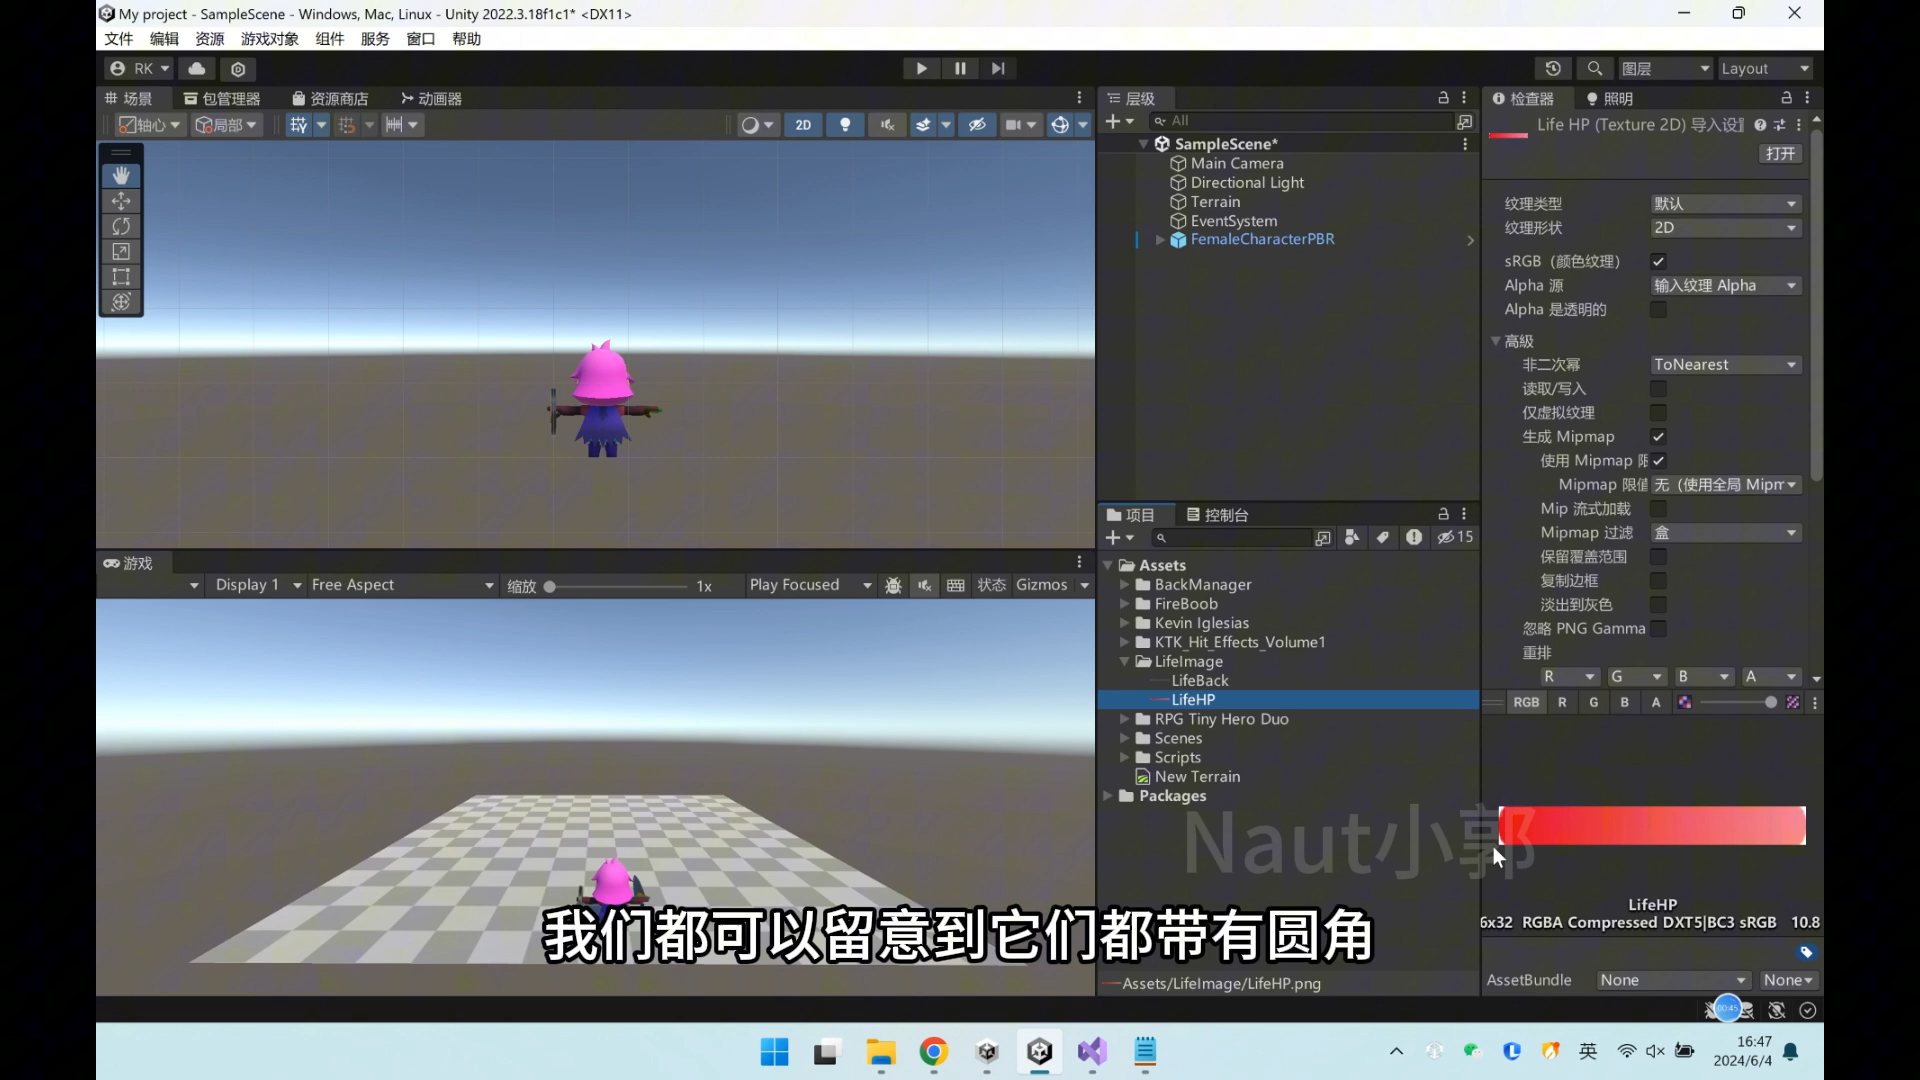 My project - SampleScene - Windows, Mac, Linux - Unity 2022.3.18f1c1* <DX11>
文件 编辑 资源 游戏对象 组件 服务 窗口 帮助
RK
图层
Layout
场景 包管理器 资源商店 动画器
轴心 局部
2D
层级
All
SampleScene*
Main Camera
Directional Light
Terrain
EventSystem
FemaleCharacterPBR
游戏
Display 1 Free Aspect 缩放 1x Play Focused 状态 Gizmos
项目 控制台
15
Assets
BackManager
FireBoob
Kevin Iglesias
KTK_Hit_Effects_Volume1
LifeImage
LifeBack
LifeHP
RPG Tiny Hero Duo
Scenes
Scripts
New Terrain
Packages
Assets/LifeImage/LifeHP.png
检查器 照明
Life HP (Texture 2D) 导入设
打开
纹理类型 默认
纹理形状 2D
sRGB（颜色纹理）
Alpha 源 输入纹理 Alpha
Alpha 是透明的
高级
非二次幂 ToNearest
读取/写入
仅虚拟纹理
生成 Mipmap
使用 Mipmap 限
Mipmap 限值 无（使用全局 Mipm
Mip 流式加载
Mipmap 过滤 盒
保留覆盖范围
复制边框
淡出到灰色
忽略 PNG Gamma
重排
R G B A
RGB R G B A
LifeHP
6x32 RGBA Compressed DXT5|BC3 sRGB 10.8
AssetBundle None None
Naut小郭
我们都可以留意到它们都带有圆角
00:45
英
16:47
2024/6/4